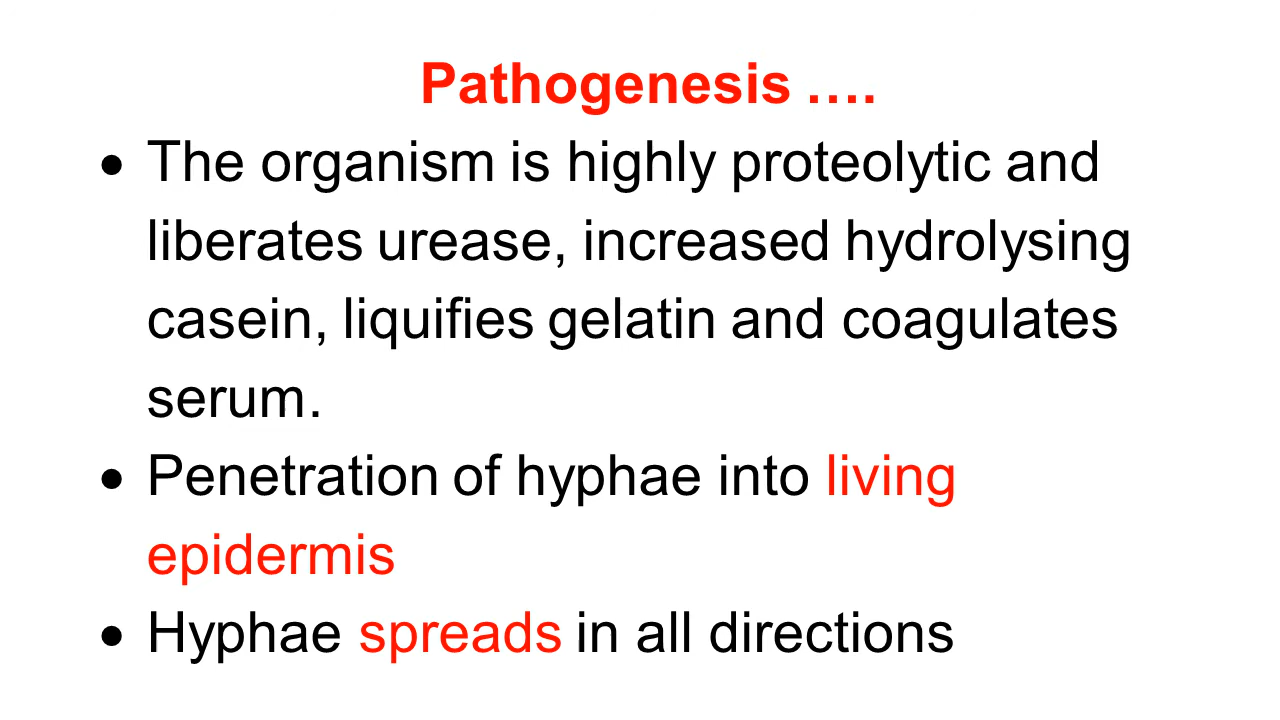 Pathogenesis ....
• The organism is highly proteolytic and
liberates urease, increased hydrolysing
casein, liquifies gelatin and coagulates
serum.
• Penetration of hyphae into living
epidermis
• Hyphae spreads in all directions